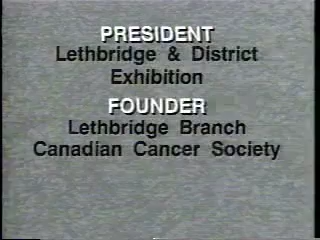 PRESIDENT
Lethbridge & District
Exhibition
FOUNDER
Lethbridge Branch
Canadian Cancer Society